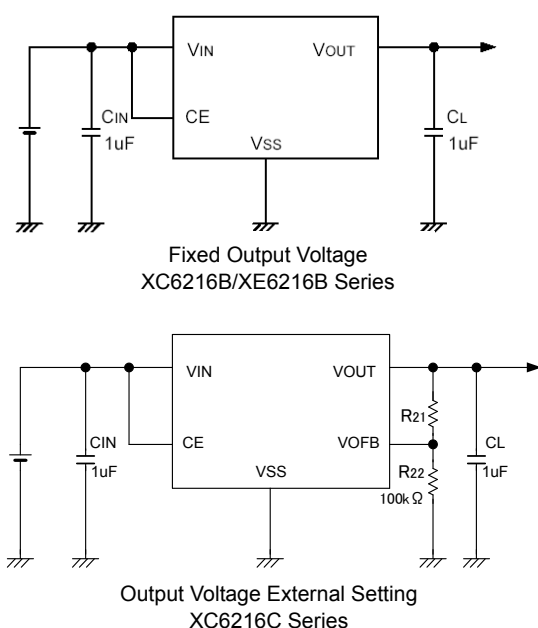 VIN
VOUT
CIN
1uF
CE
VSS
CL
1uF
Fixed Output Voltage
XC6216B/XE6216B Series
VIN
VOUT
R21
CIN
1uF
CE
VOFB
CL
1uF
VSS
R22
100kΩ
Output Voltage External Setting
XC6216C Series